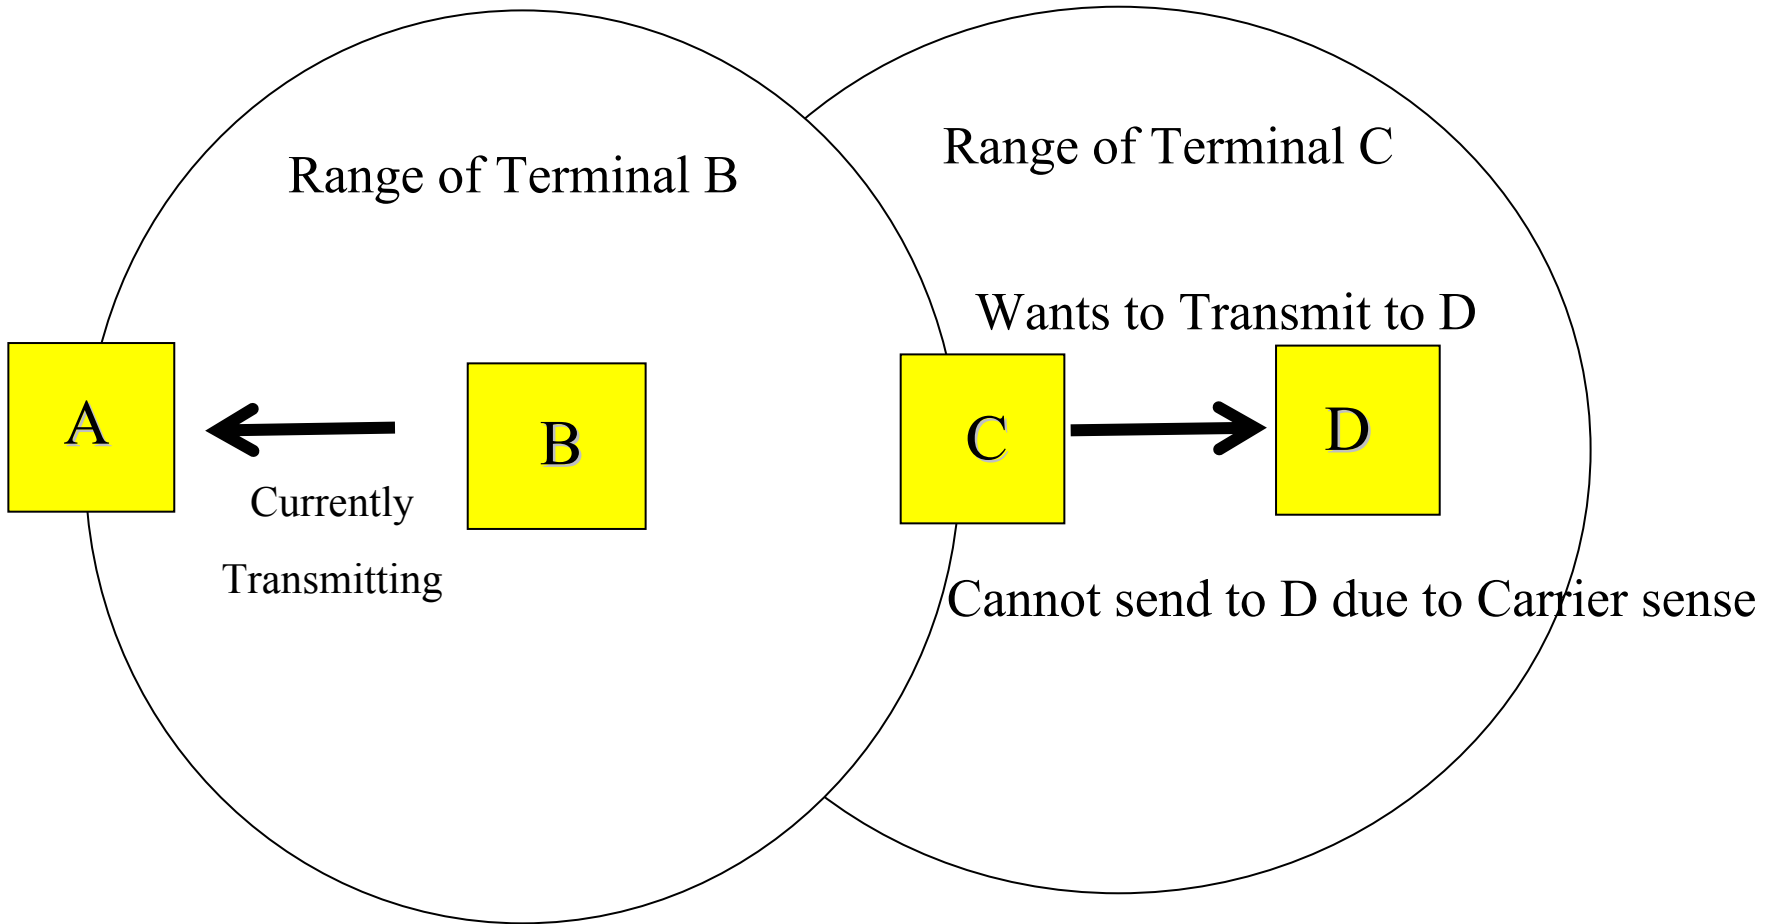 Range of Terminal B
Range of Terminal C
Wants to Transmit to D
A
B
C
D
Currently
Transmitting
Cannot send to D due to Carrier sense